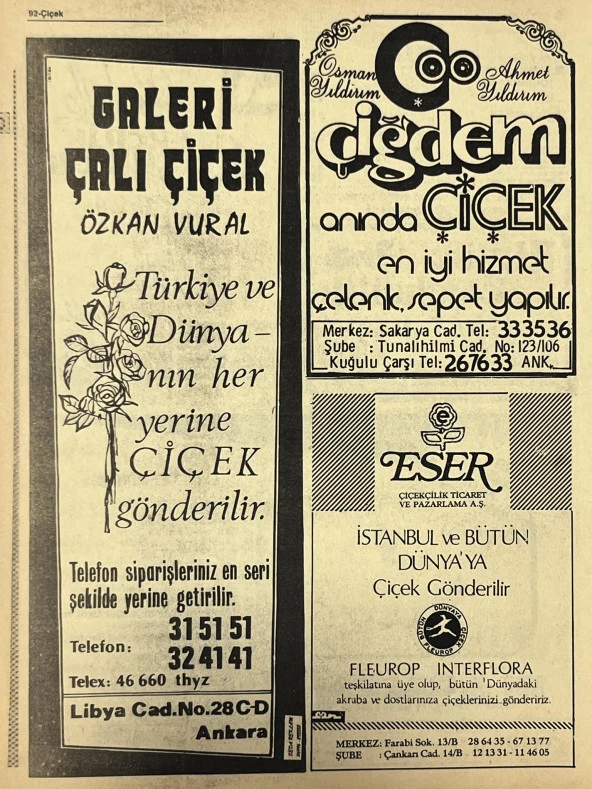 92-Çiçek
GALERİ
ÇALI ÇİÇEK
ÖZKAN VURAL
Türkiye ve
Dünya –
nın her
yerine
ÇİÇEK
gönderilir.
Telefon siparişleriniz en seri
şekilde yerine getirilir.
Telefon:
31 51 51
32 41 41
Telex: 46 660 thyz
Libya Cad.No.28 C-D
Ankara
Osman Yıldırım
Ahmet Yıldırım
çiğdem
anında ÇİÇEK
en iyi hizmet
çelenk, sepet yapılır.
Merkez: Sakarya Cad. Tel: 333536
Şube : Tunalıhilmi Cad. No: 123/106
Kuğulu Çarşı Tel: 267633 ANK.
e
ESER
ÇİÇEKÇİLİK TİCARET
VE PAZARLAMA A.Ş.
İSTANBUL ve BÜTÜN
DÜNYA'YA
Çiçek Gönderilir
BÜTÜN DÜNYAYA ÇİÇEK
FLEUROP
FLEUROP INTERFLORA
teşkilatına üye olup, bütün Dünyadaki
akraba ve dostlarınıza çiçeklerinizi göndeririz.
MERKEZ: Farabi Sok. 13/B 28 64 35 - 67 13 77
ŞUBE : Çankırı Cad. 14/B 12 13 31 - 11 46 05